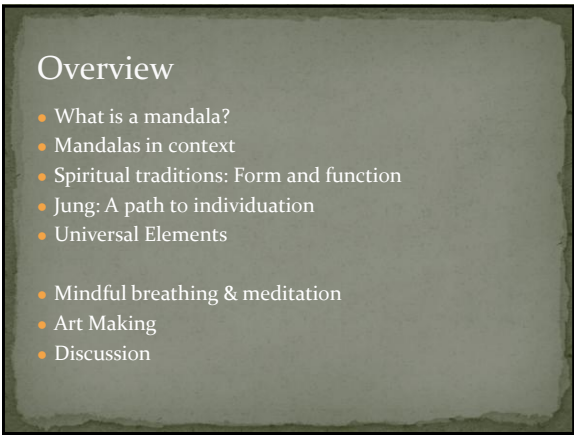 Overview
• What is a mandala?
• Mandalas in context
• Spiritual traditions: Form and function
• Jung: A path to individuation
• Universal Elements
• Mindful breathing & meditation
• Art Making
• Discussion